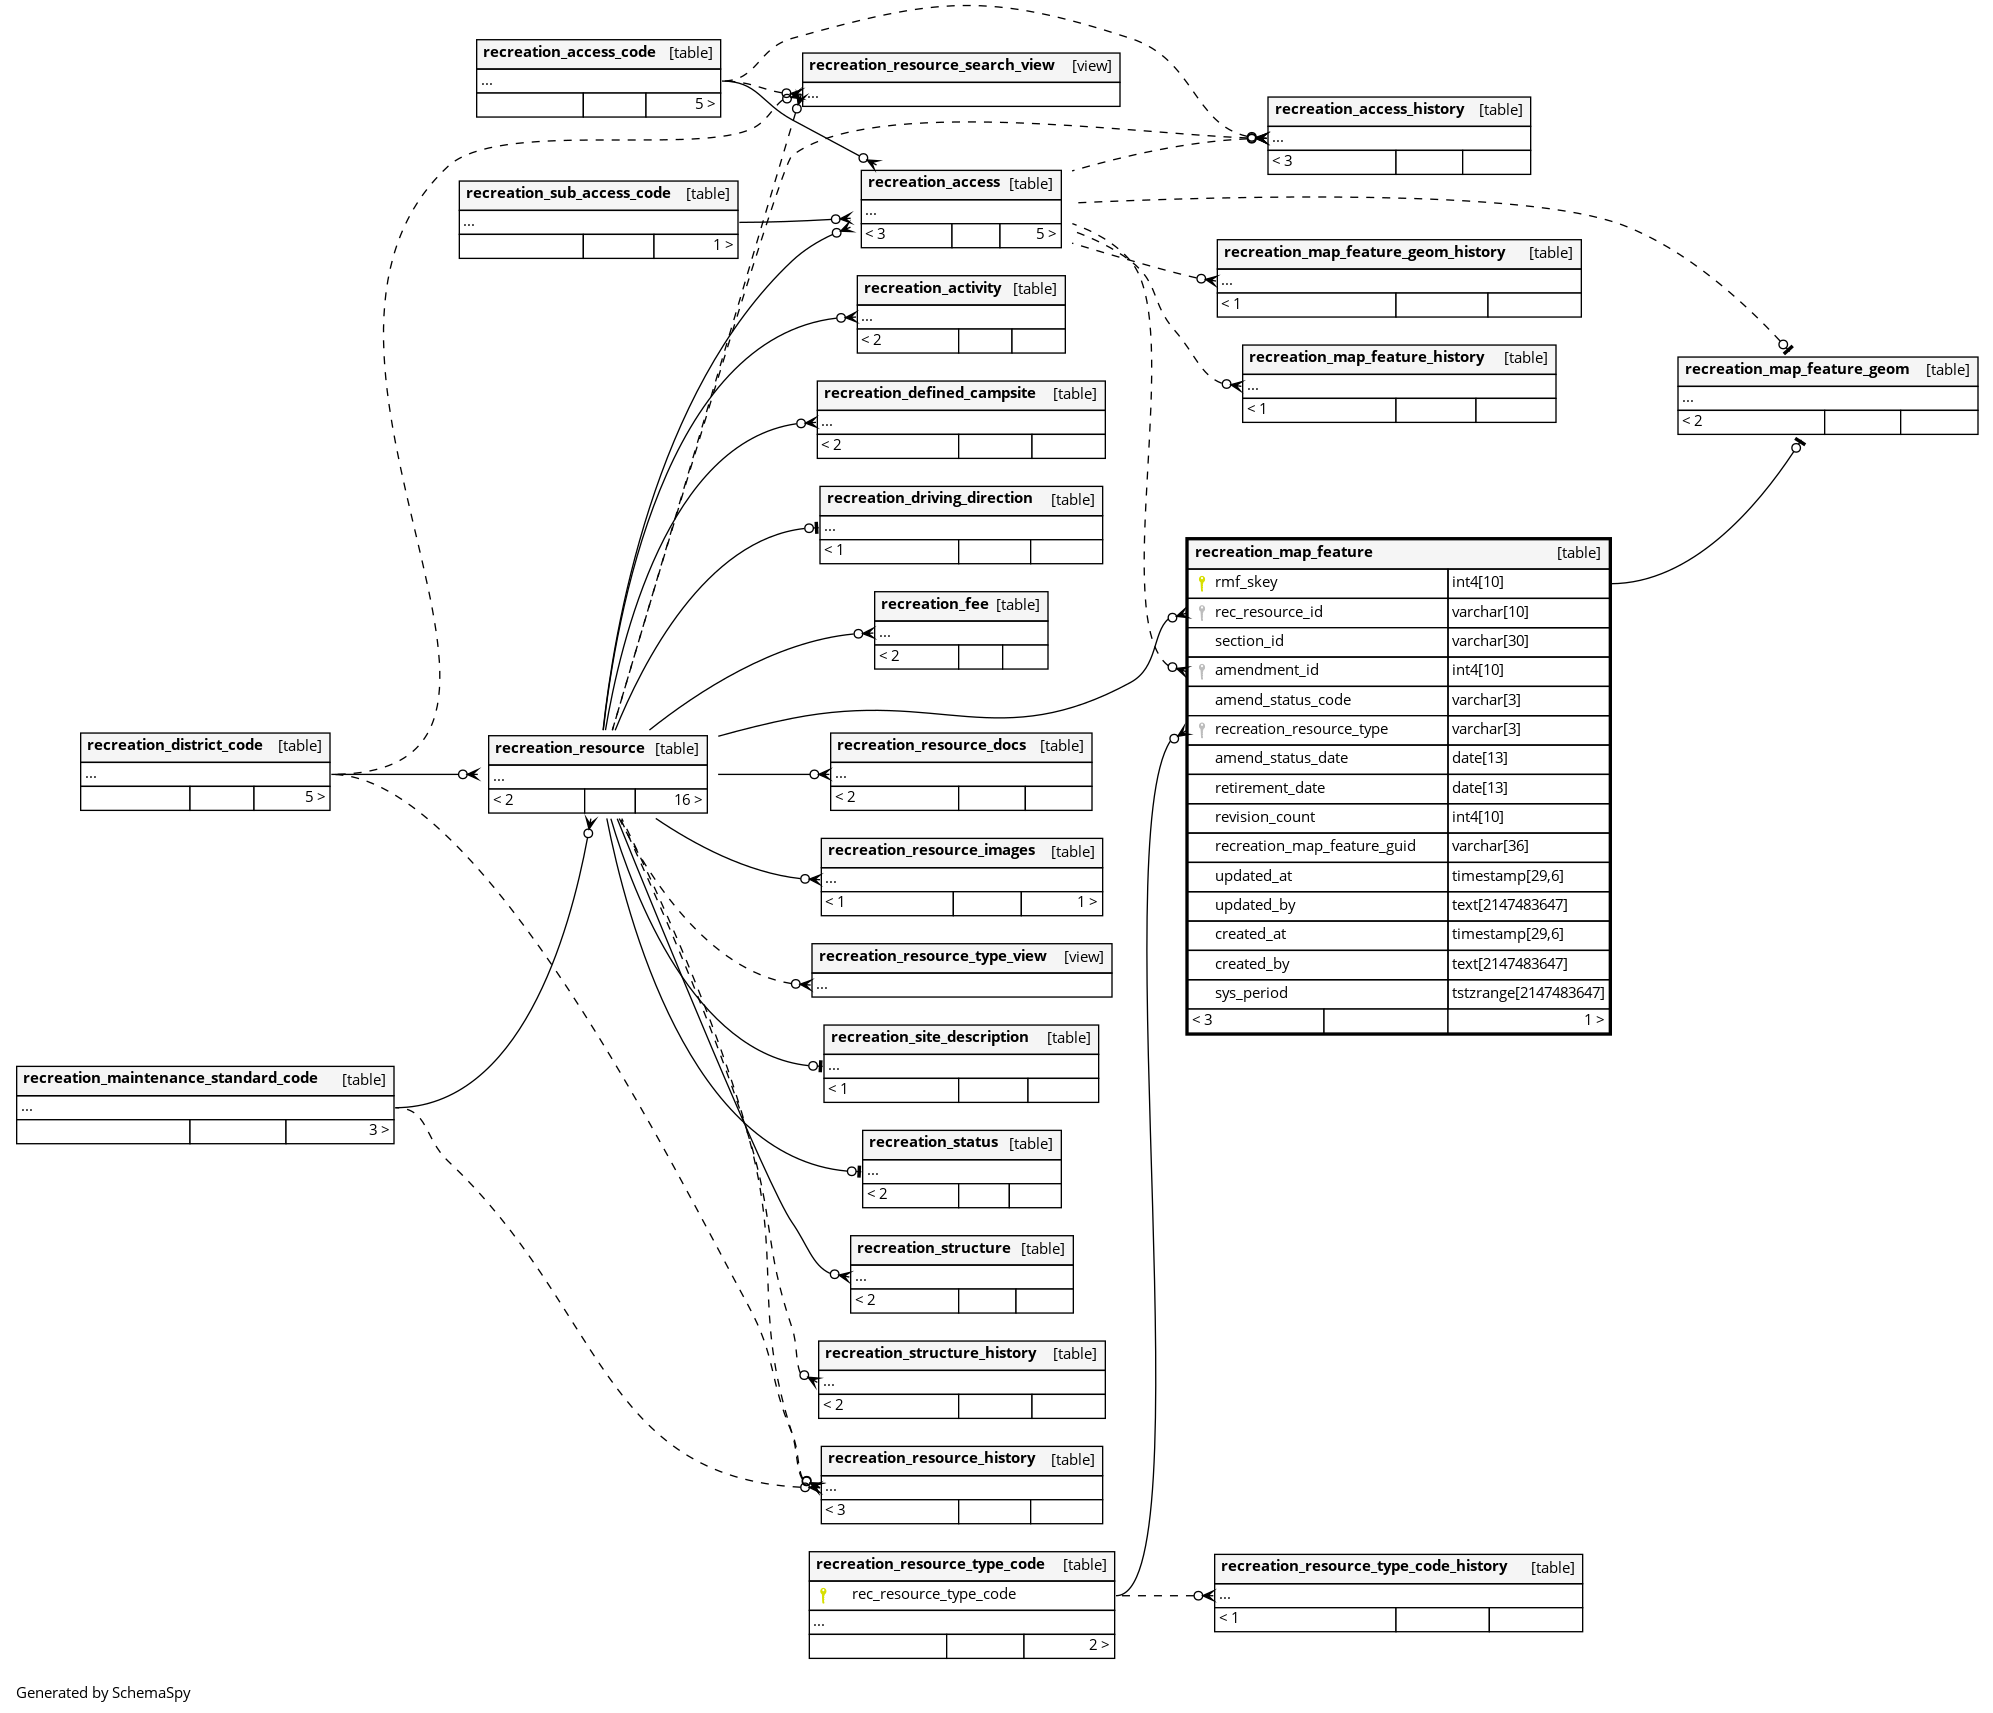 recreation_access_code [table]
...
5 >
recreation_resource_search_view [view]
...
recreation_access_history [table]
...
< 3
recreation_sub_access_code [table]
...
1 >
recreation_access [table]
...
< 3 5 >
recreation_map_feature_geom_history [table]
...
< 1
recreation_activity [table]
...
< 2
recreation_map_feature_history [table]
...
< 1
recreation_map_feature_geom [table]
...
< 2
recreation_defined_campsite [table]
...
< 2
recreation_driving_direction [table]
...
< 1
recreation_map_feature [table]
rmf_skey int4[10]
rec_resource_id varchar[10]
section_id varchar[30]
amendment_id int4[10]
amend_status_code varchar[3]
recreation_resource_type varchar[3]
amend_status_date date[13]
retirement_date date[13]
revision_count int4[10]
recreation_map_feature_guid varchar[36]
updated_at timestamp[29,6]
updated_by text[2147483647]
created_at timestamp[29,6]
created_by text[2147483647]
sys_period tstzrange[2147483647]
< 3 1 >
recreation_fee [table]
...
< 2
recreation_district_code [table]
...
5 >
recreation_resource [table]
...
< 2 16 >
recreation_resource_docs [table]
...
< 2
recreation_resource_images [table]
...
< 1 1 >
recreation_resource_type_view [view]
...
recreation_site_description [table]
...
< 1
recreation_maintenance_standard_code [table]
...
3 >
recreation_status [table]
...
< 2
recreation_structure [table]
...
< 2
recreation_structure_history [table]
...
< 2
recreation_resource_history [table]
...
< 3
recreation_resource_type_code [table]
rec_resource_type_code
...
2 >
recreation_resource_type_code_history [table]
...
< 1
Generated by SchemaSpy